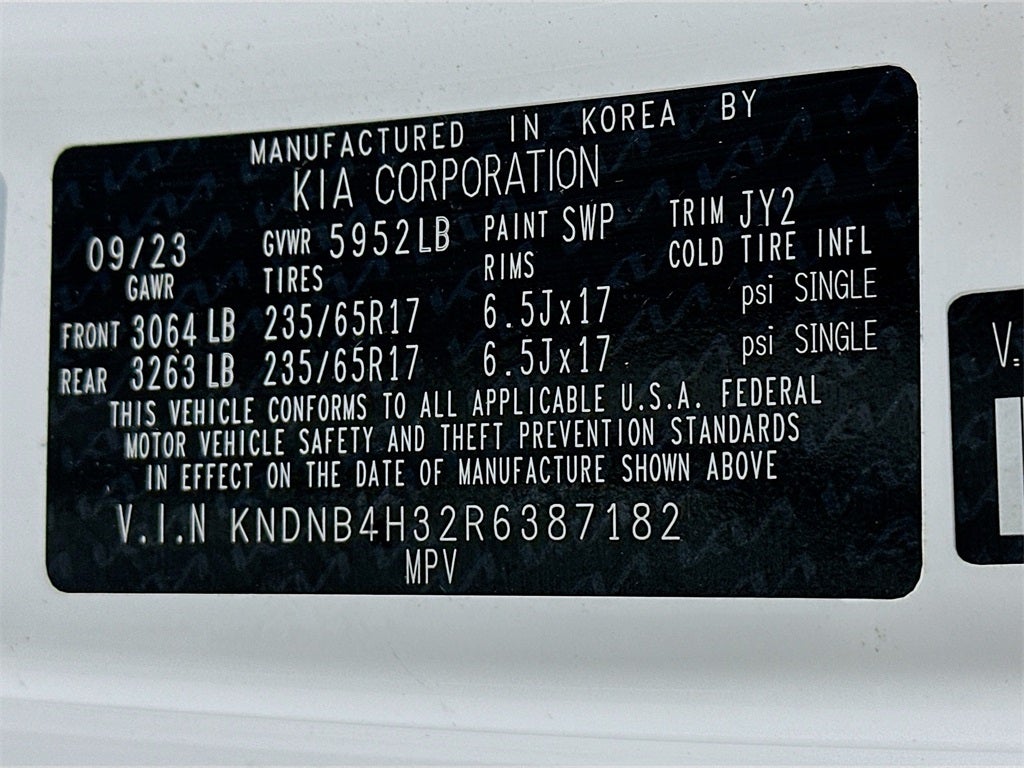 MANUFACTURED IN KOREA BY
KIA CORPORATION
09/23 GVWR 5952LB PAINT SWP TRIM JY2
GAWR TIRES RIMS COLD TIRE INFL
FRONT 3064 LB 235/65R17 6.5Jx17 psi SINGLE
REAR 3263 LB 235/65R17 6.5Jx17 psi SINGLE
THIS VEHICLE CONFORMS TO ALL APPLICABLE U.S.A. FEDERAL
MOTOR VEHICLE SAFETY AND THEFT PREVENTION STANDARDS
IN EFFECT ON THE DATE OF MANUFACTURE SHOWN ABOVE
V.I.N KNDNB4H32R6387182
MPV
V.